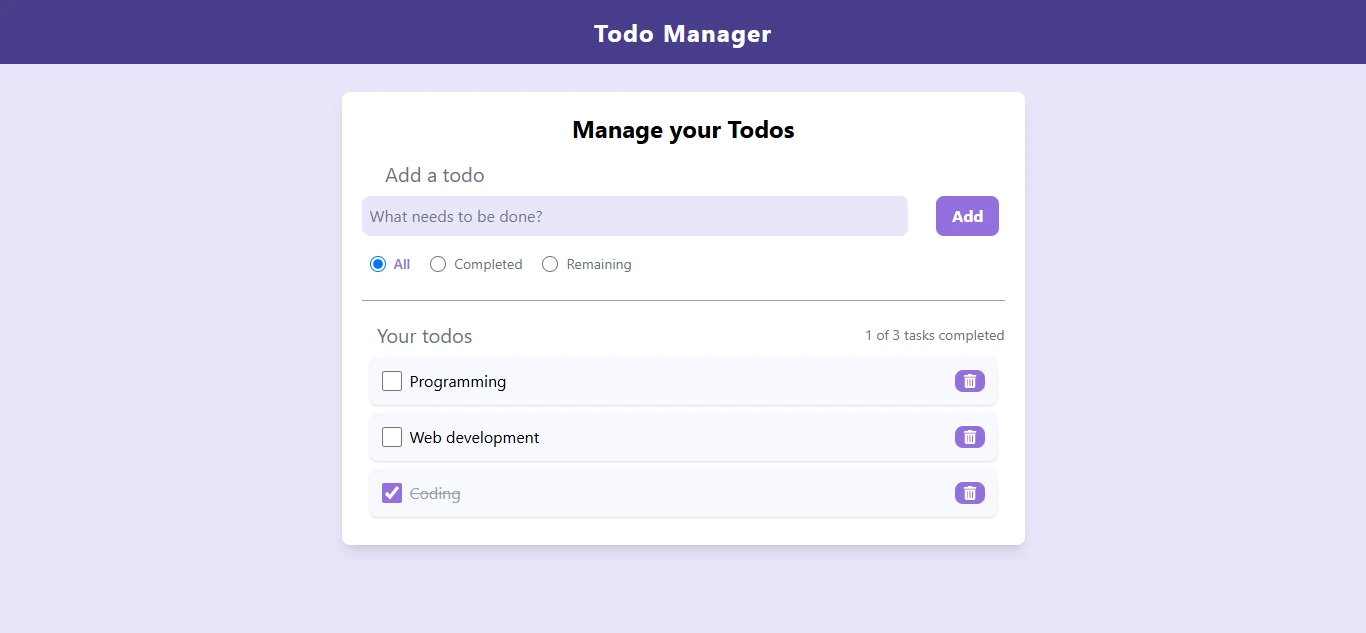 Todo Manager
Manage your Todos
Add a todo
What needs to be done?
Add
All Completed Remaining
Your todos
1 of 3 tasks completed
Programming
Web development
Coding